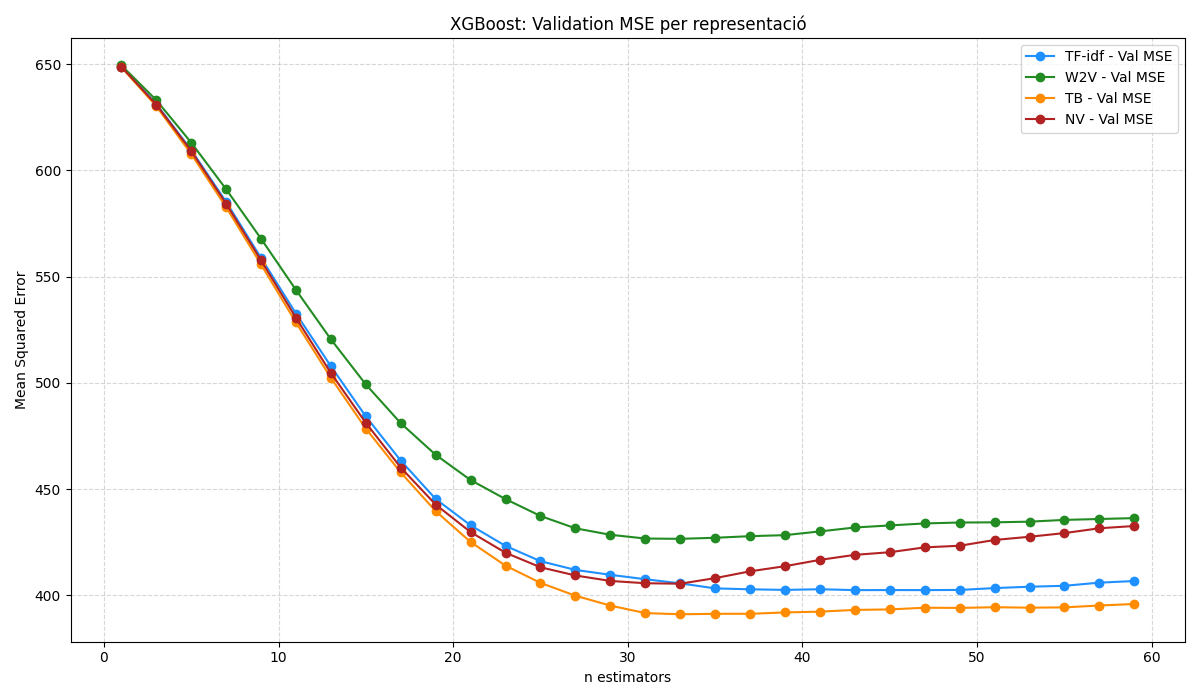 XGBoost: Validation MSE per representació
TF-idf - Val MSE
W2V - Val MSE
TB - Val MSE
NV - Val MSE
Mean Squared Error
650
600
550
500
450
400
0
10
20
30
40
50
60
n estimators